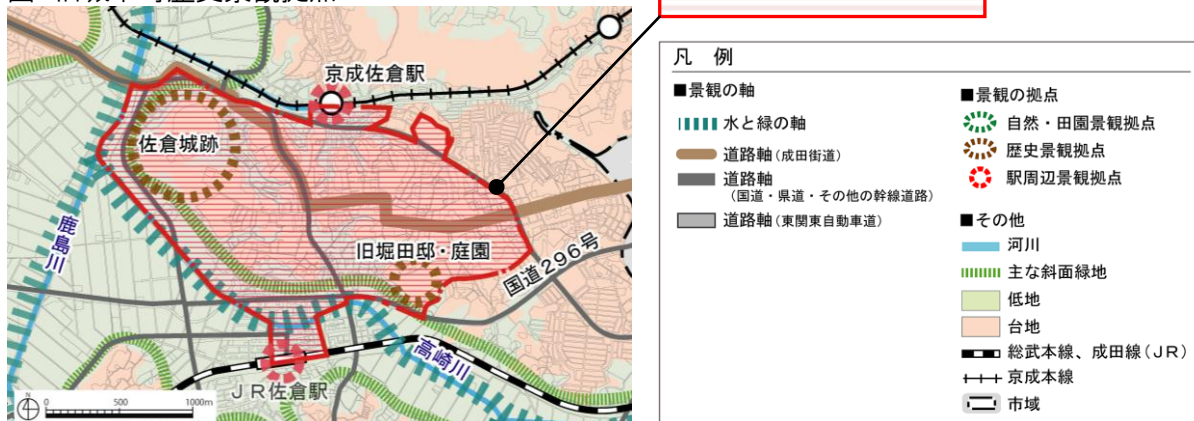 京成佐倉駅
佐倉城跡
鹿島川
旧堀田邸・庭園
国道296号
高崎川
JR佐倉駅
N
0 500 1000m
凡 例
■景観の軸
水と緑の軸
道路軸(成田街道)
道路軸
(国道・県道・その他の幹線道路)
道路軸(東関東自動車道)
■景観の拠点
自然・田園景観拠点
歴史景観拠点
駅周辺景観拠点
■その他
河川
主な斜面緑地
低地
台地
総武本線、成田線(JR)
京成本線
市域